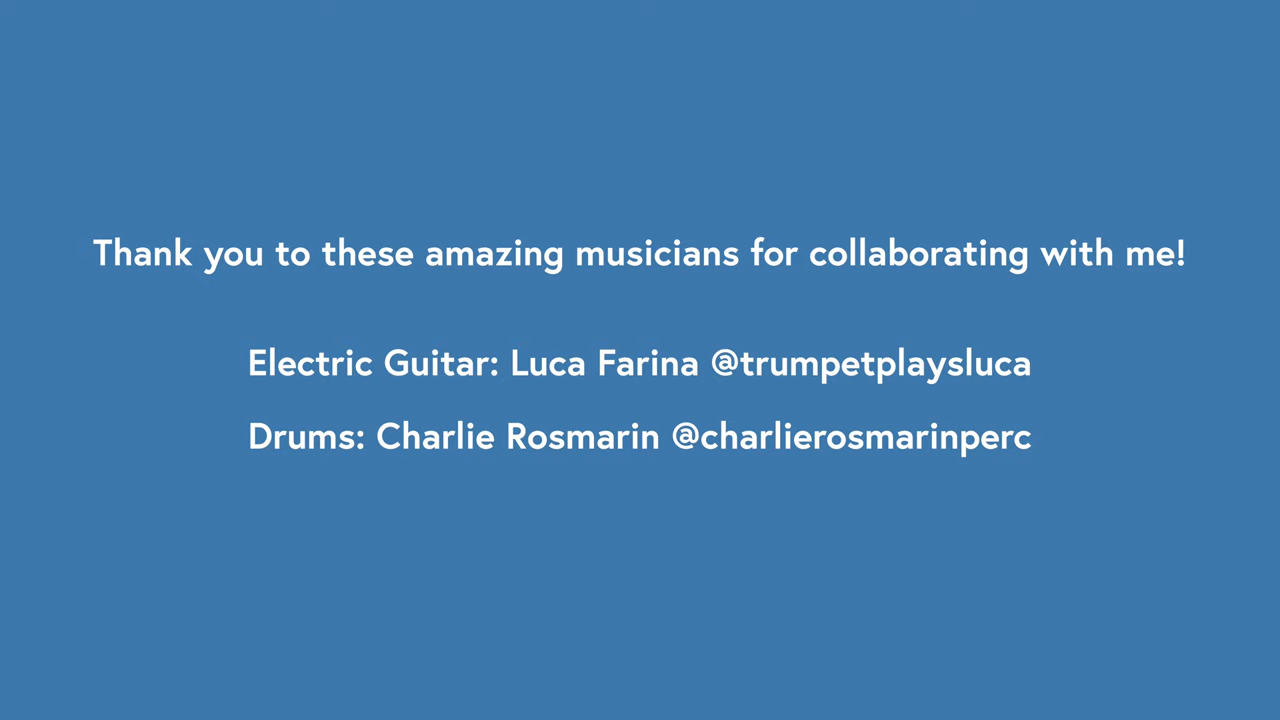 Thank you to these amazing musicians for collaborating with me!
Electric Guitar: Luca Farina @trumpetplaysluca
Drums: Charlie Rosmarin @charlierosmarinperc